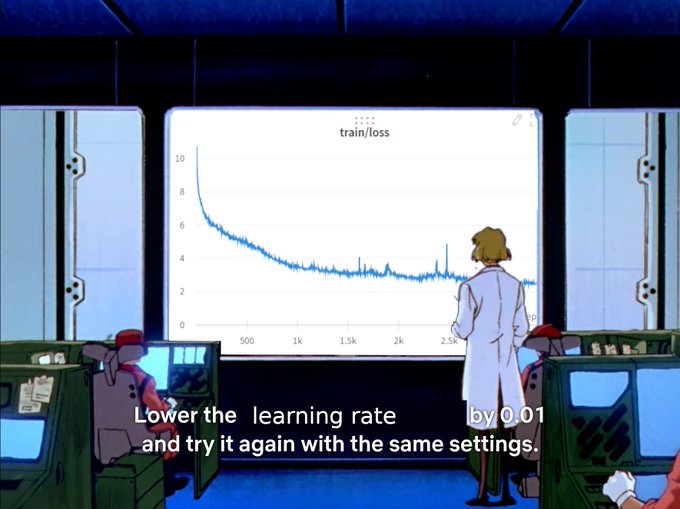 train/loss
10
8
6
4
2
0
500
1k
1.5k
2k
2.5k
ep
Lower the learning rate by 0.01
and try it again with the same settings.